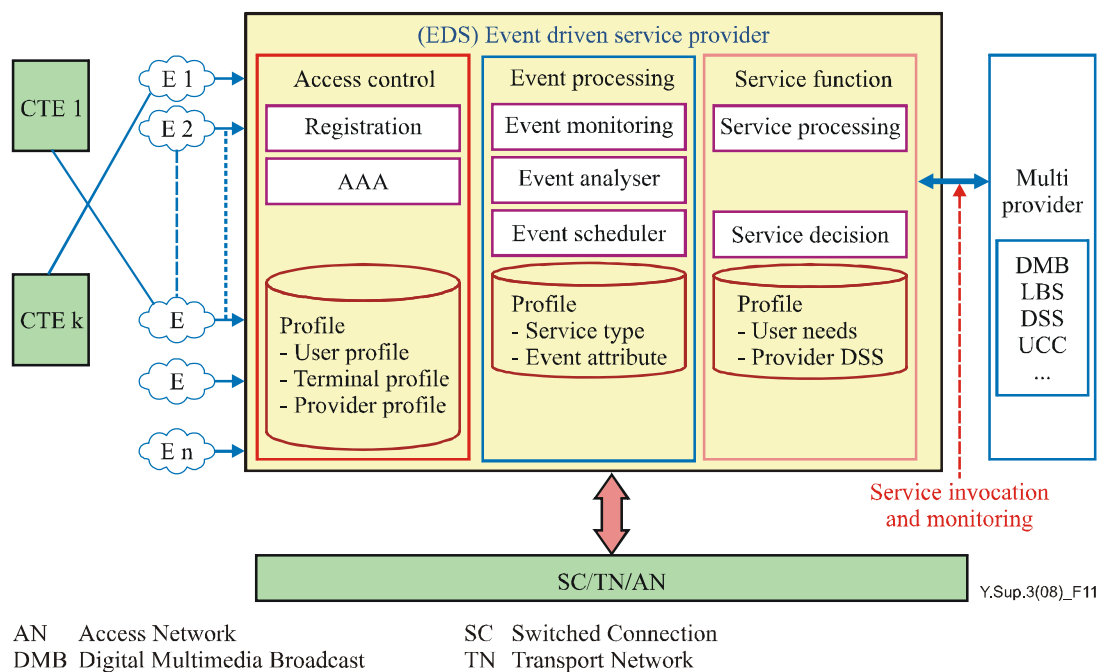 (EDS) Event driven service provider
CTE 1
CTE k
E 1
E 2
E
E
E n
Access control
Registration
AAA
Profile
- User profile
- Terminal profile
- Provider profile
Event processing
Event monitoring
Event analyser
Event scheduler
Profile
- Service type
- Event attribute
Service function
Service processing
Service decision
Profile
- User needs
- Provider DSS
Multi
provider
DMB
LBS
DSS
UCC
...
Service invocation
and monitoring
SC/TN/AN
Y.Sup.3(08)_F11
AN Access Network
DMB Digital Multimedia Broadcast
SC Switched Connection
TN Transport Network